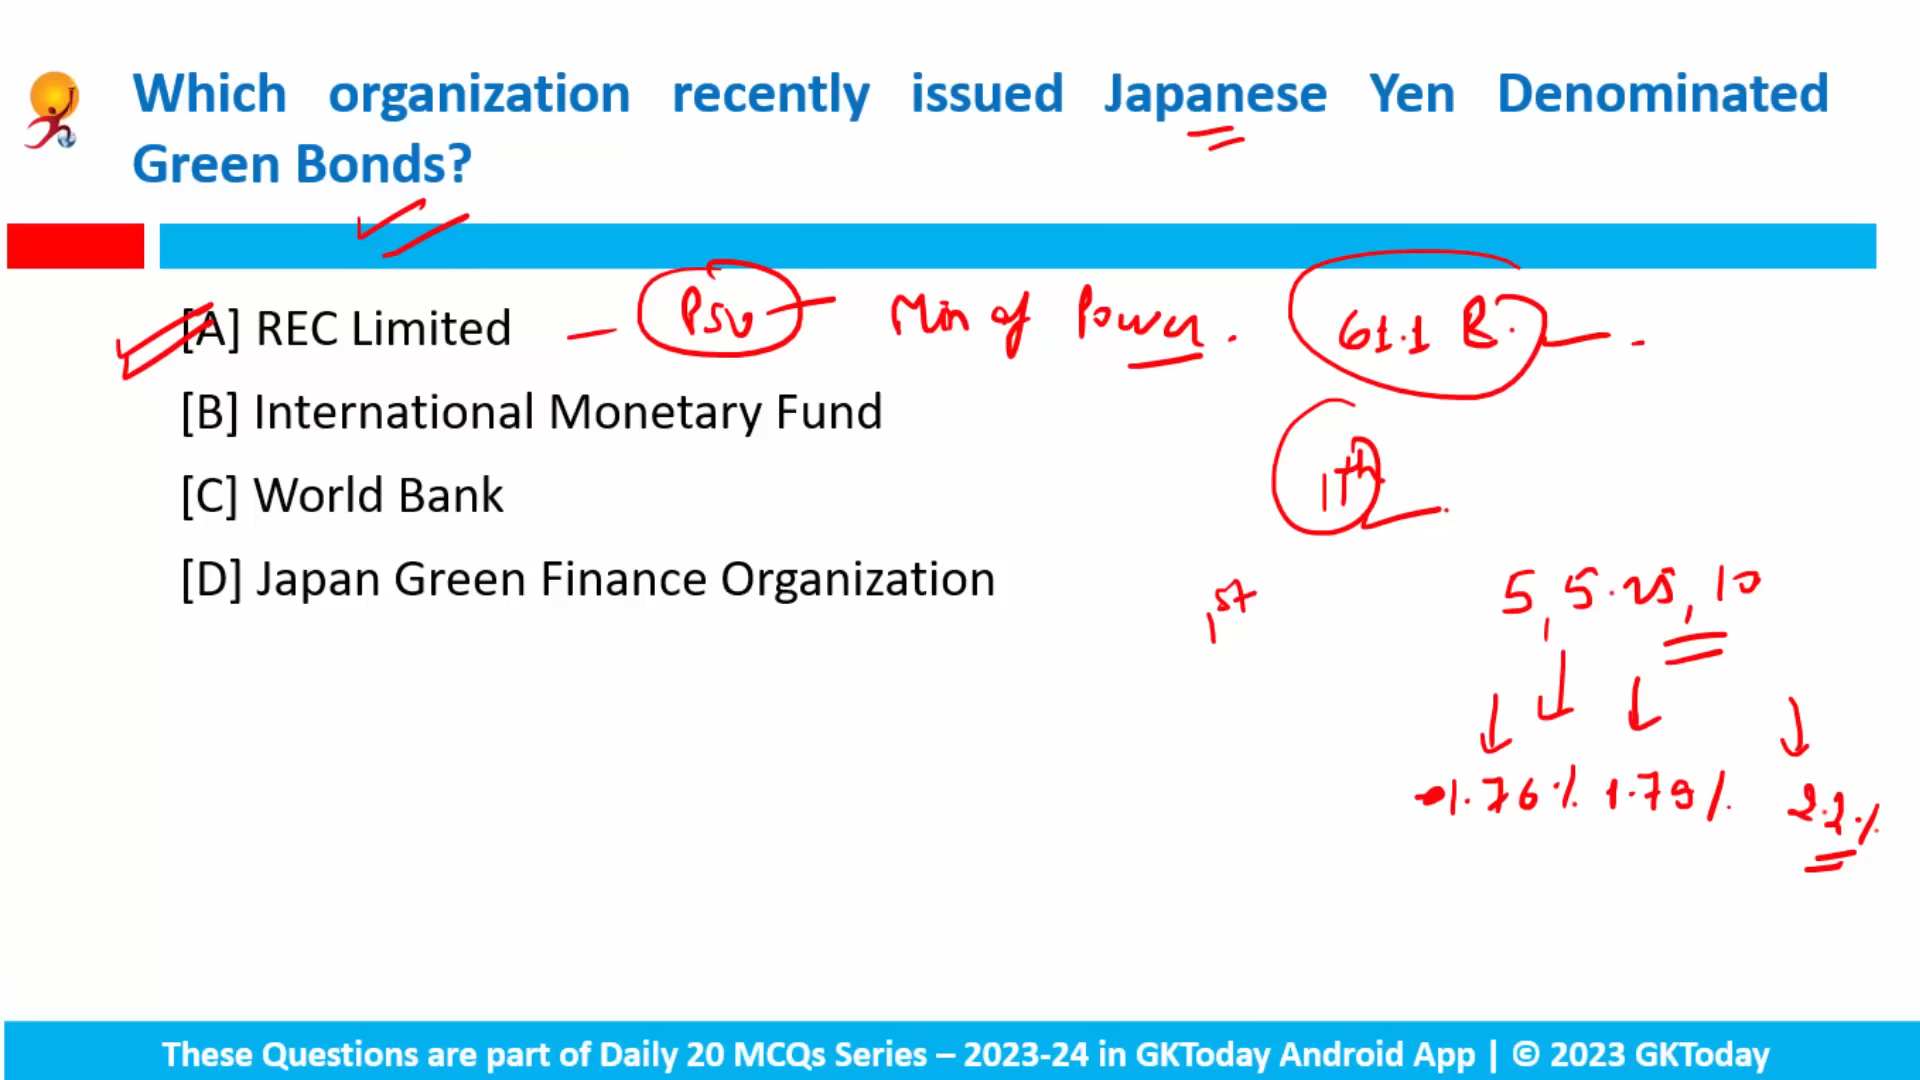 Which organization recently issued Japanese Yen Denominated
Green Bonds?
[A] REC Limited – PSU – Min of Power. 61.1 B.
[B] International Monetary Fund
11th
[C] World Bank
[D] Japan Green Finance Organization
1st
5, 5.25, 10
1.76% 1.79% 2.2%
These Questions are part of Daily 20 MCQs Series – 2023-24 in GKToday Android App | © 2023 GKToday